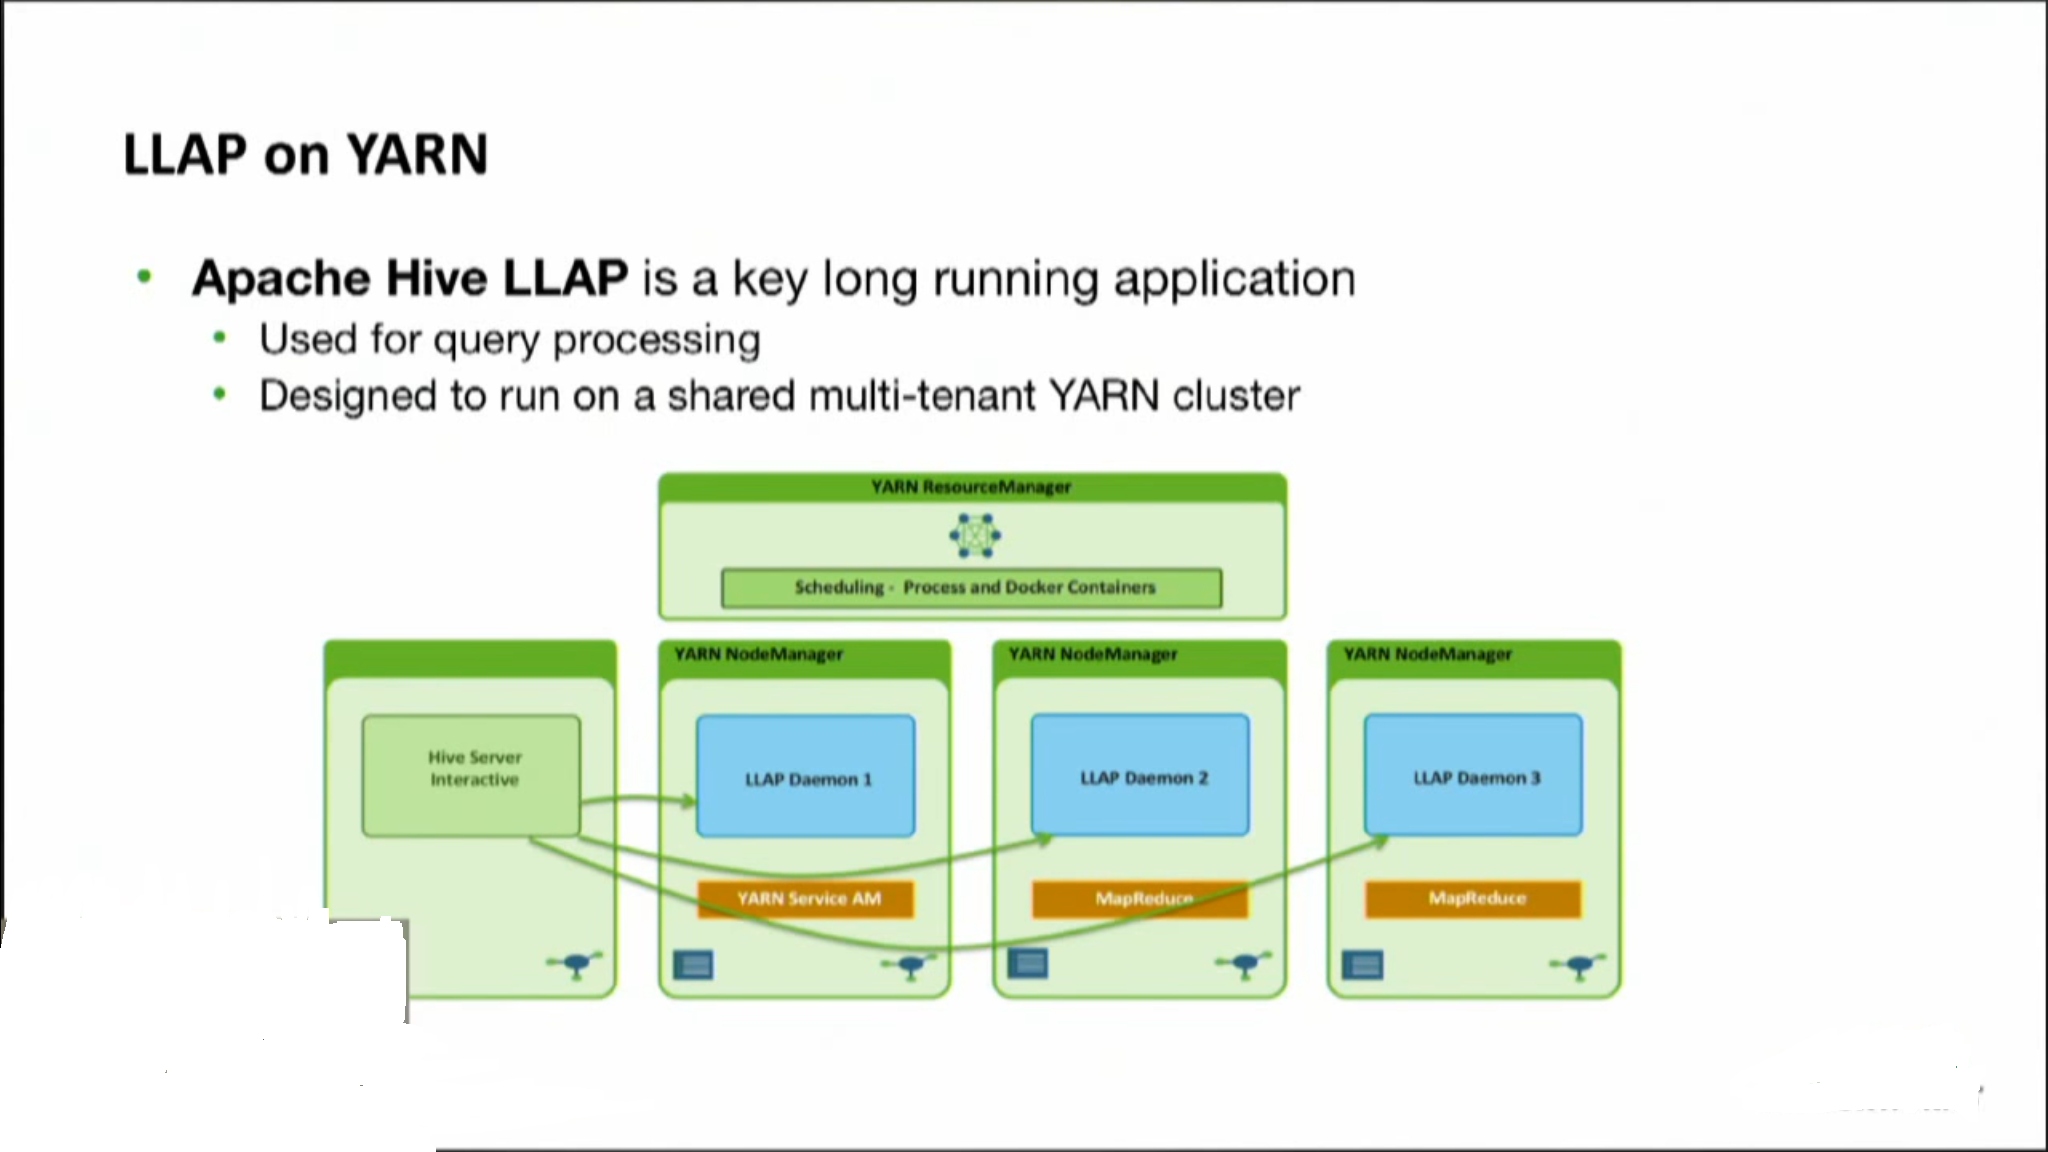 LLAP on YARN
• Apache Hive LLAP is a key long running application
• Used for query processing
• Designed to run on a shared multi-tenant YARN cluster
YARN ResourceManager
Scheduling - Process and Docker Containers
Hive Server
Interactive
YARN NodeManager
LLAP Daemon 1
YARN Service AM
YARN NodeManager
LLAP Daemon 2
MapReduce
YARN NodeManager
LLAP Daemon 3
MapReduce